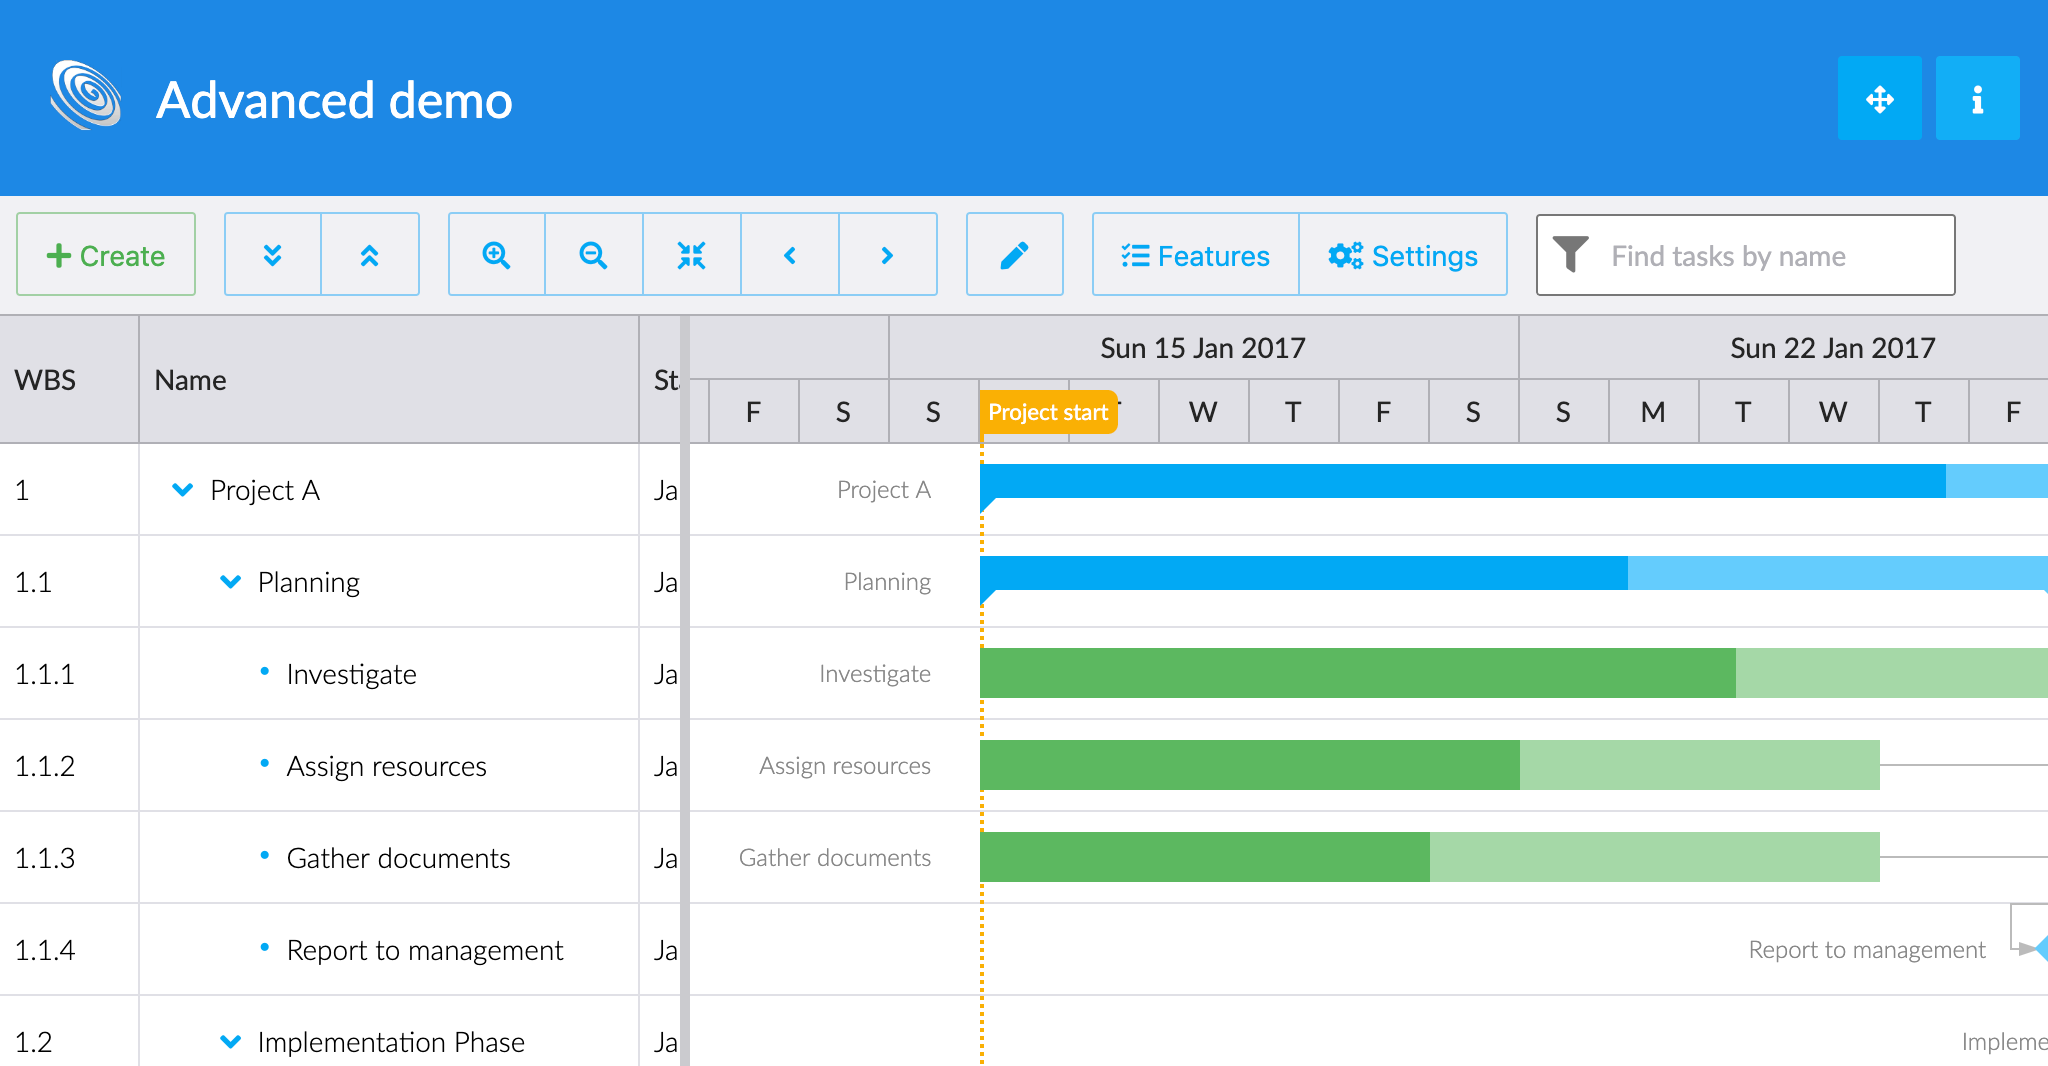 Advanced demo
Create
Features
Settings
Find tasks by name
WBS
Name
Sun 15 Jan 2017
Sun 22 Jan 2017
F S S W T F S S M T W T F
Project start
1 Project A Ja Project A
1.1 Planning Ja Planning
1.1.1 Investigate Ja Investigate
1.1.2 Assign resources Ja Assign resources
1.1.3 Gather documents Ja Gather documents
1.1.4 Report to management Ja Report to management
1.2 Implementation Phase Ja Impleme